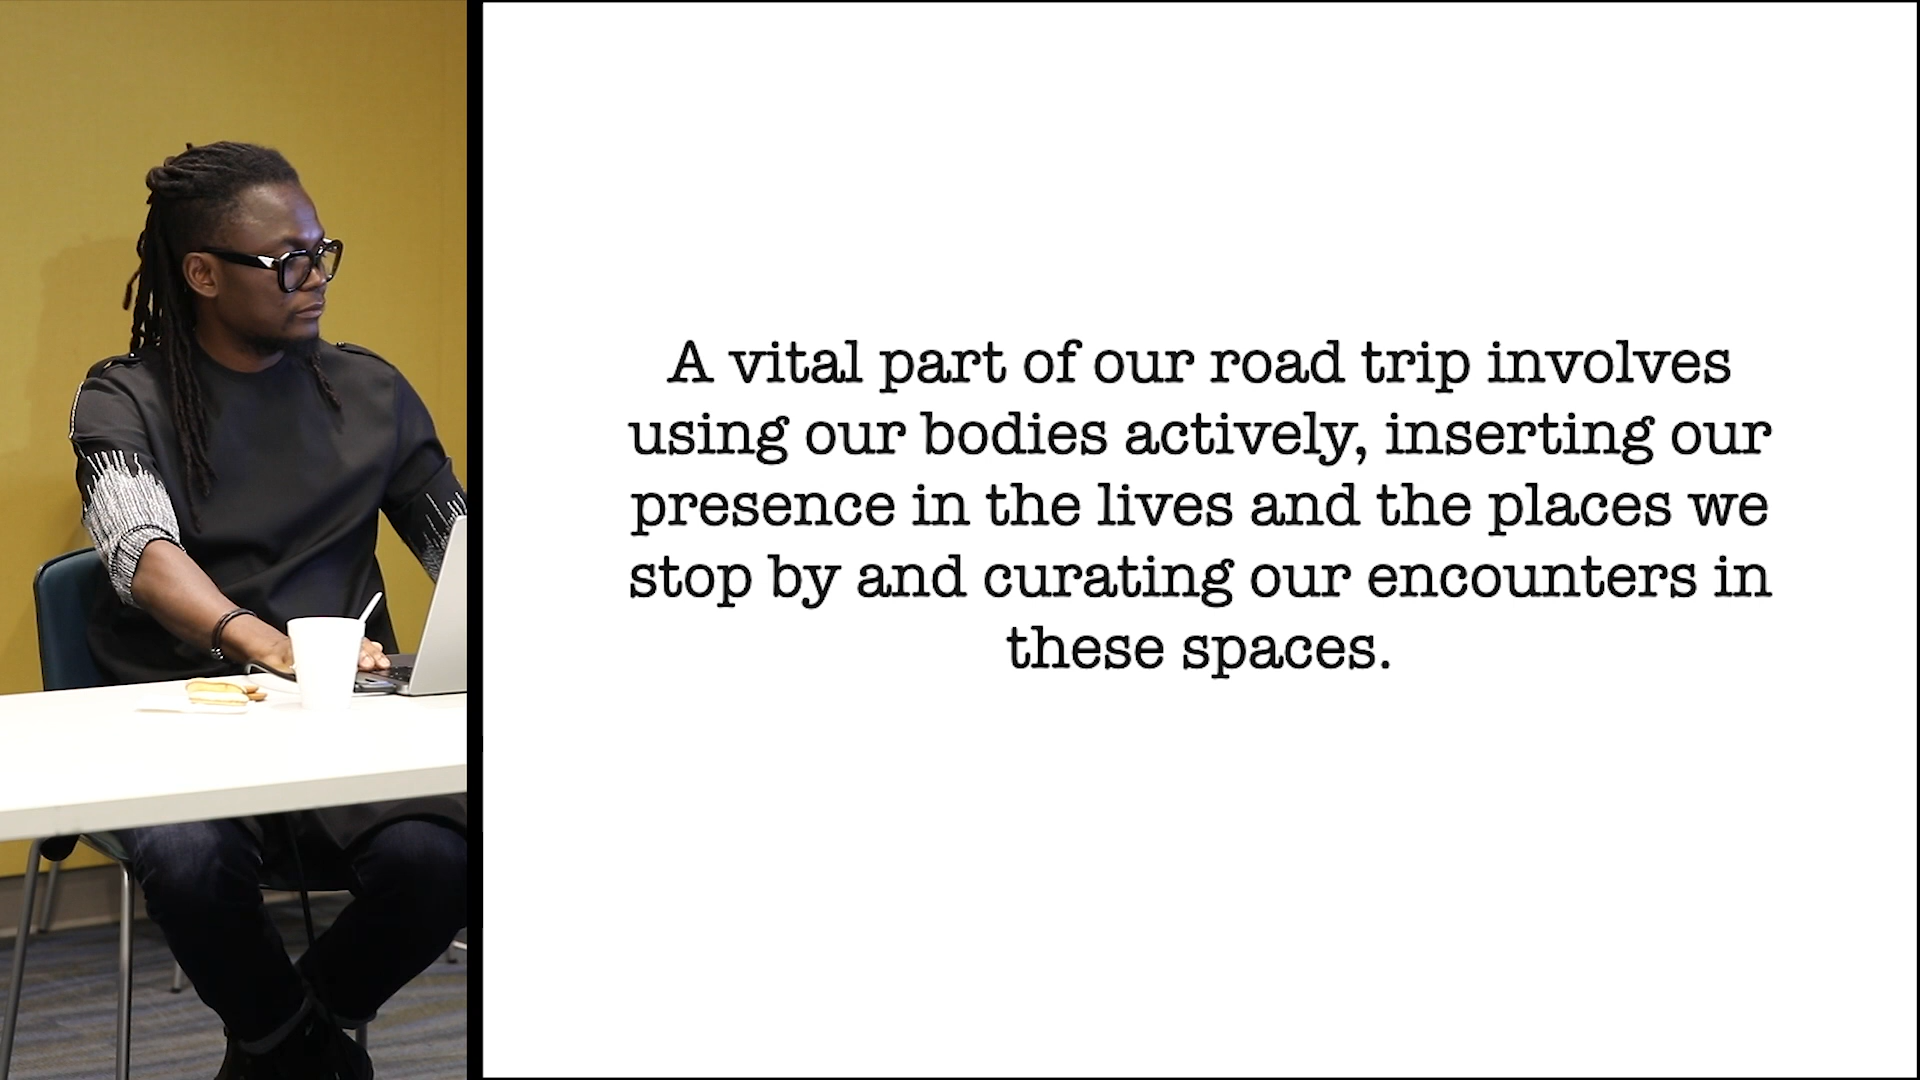 A vital part of our road trip involves
using our bodies actively, inserting our
presence in the lives and the places we
stop by and curating our encounters in
these spaces.